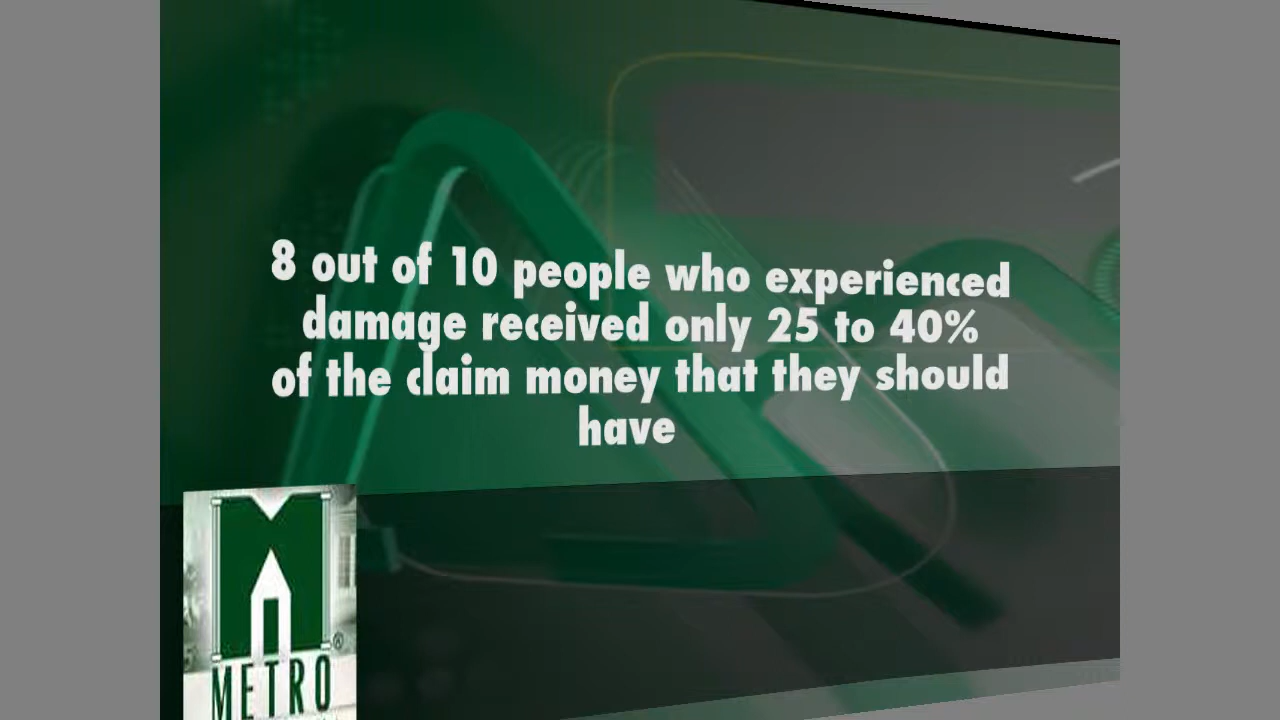 8 out of 10 people who experienced
damage received only 25 to 40%
of the claim money that they should
have
®
METRO